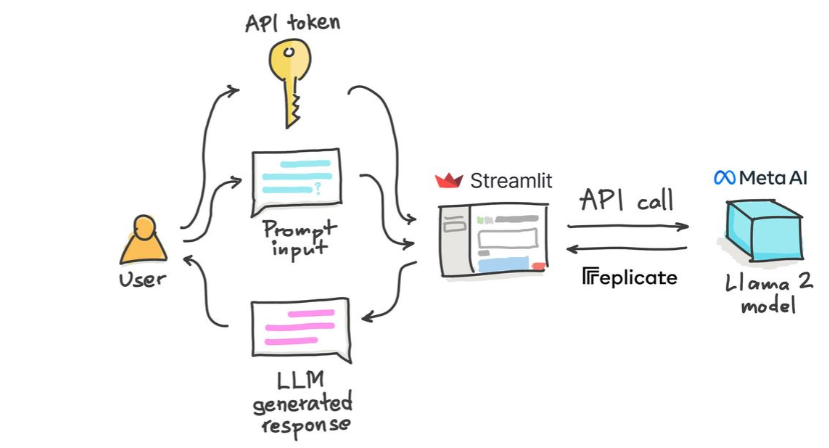 API token
Prompt
input
User
LLM
generated
response
Streamlit
API call
replicate
Meta AI
Llama 2
model
?